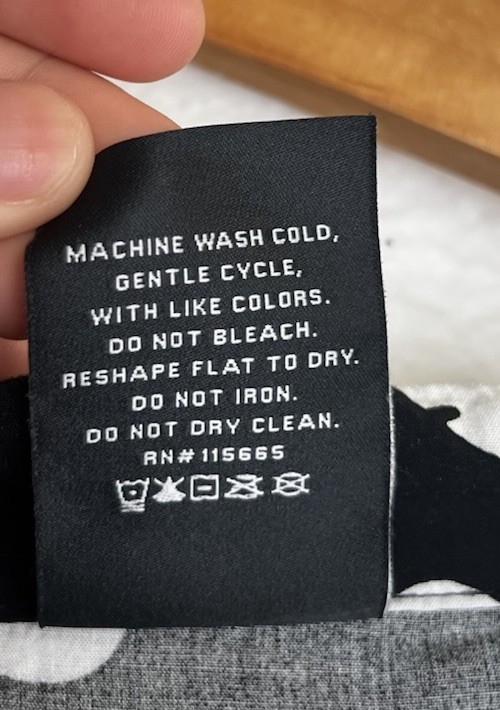 MACHINE WASH COLD,
GENTLE CYCLE,
WITH LIKE COLORS.
DO NOT BLEACH.
RESHAPE FLAT TO DRY.
DO NOT IRON.
DO NOT DRY CLEAN.
RN# 115665